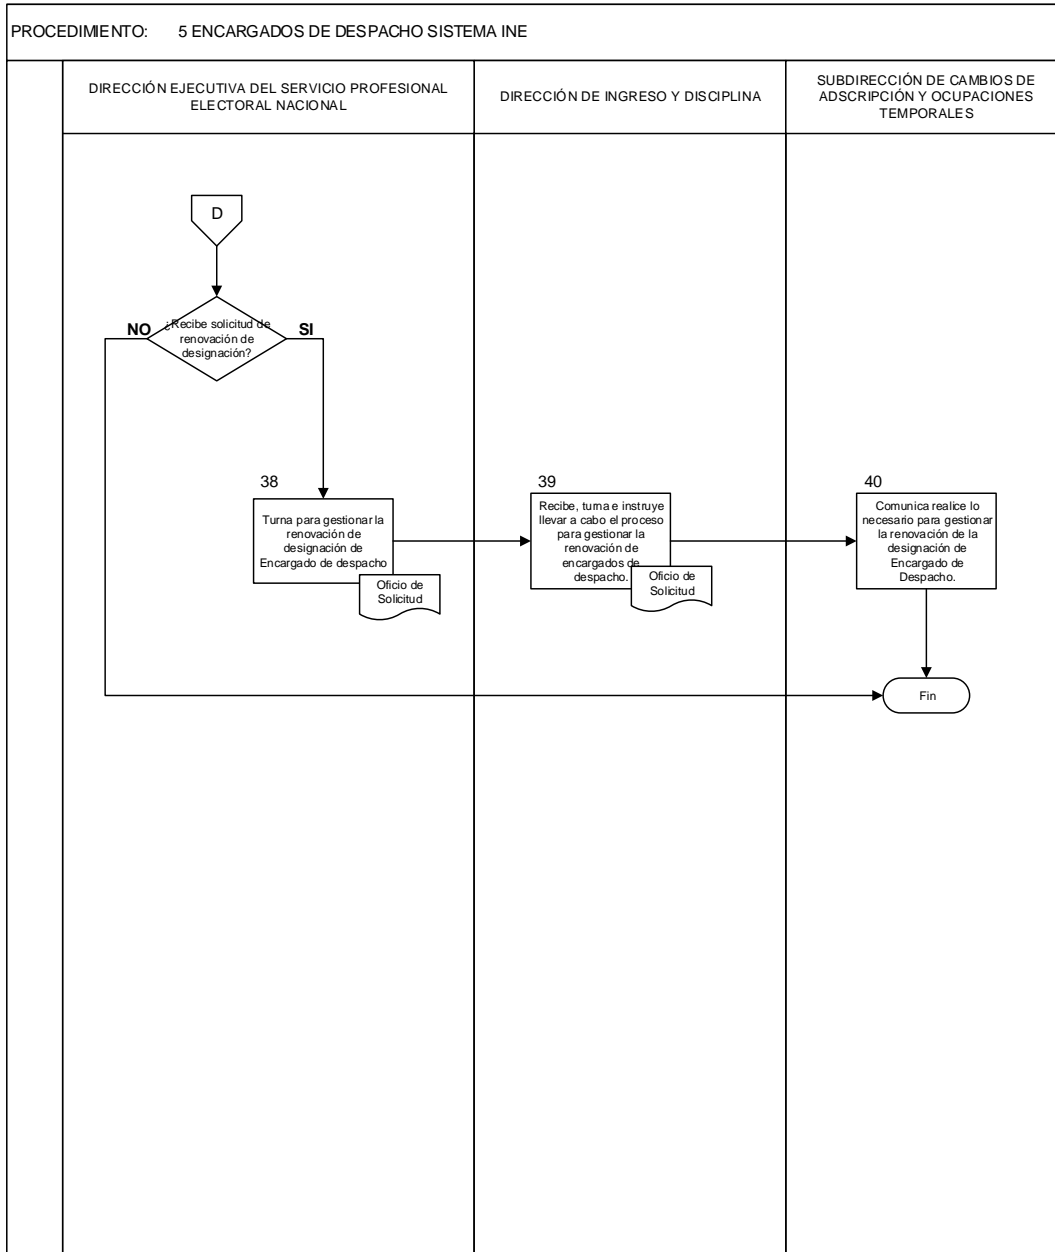 PROCEDIMIENTO: 5 ENCARGADOS DE DESPACHO SISTEMA INE
DIRECCIÓN EJECUTIVA DEL SERVICIO PROFESIONAL
ELECTORAL NACIONAL
DIRECCIÓN DE INGRESO Y DISCIPLINA
SUBDIRECCIÓN DE CAMBIOS DE
ADSCRIPCIÓN Y OCUPACIONES
TEMPORALES
D
¿Recibe solicitud de
renovación de
designación?
NO
SI
38
Turna para gestionar la
renovación de
designación de
Encargado de despacho
Oficio de
Solicitud
39
Recibe, turna e instruye
llevar a cabo el proceso
para gestionar la
renovación de
encargados de
despacho.
Oficio de
Solicitud
40
Comunica realice lo
necesario para gestionar
la renovación de la
designación de
Encargado de
Despacho.
Fin